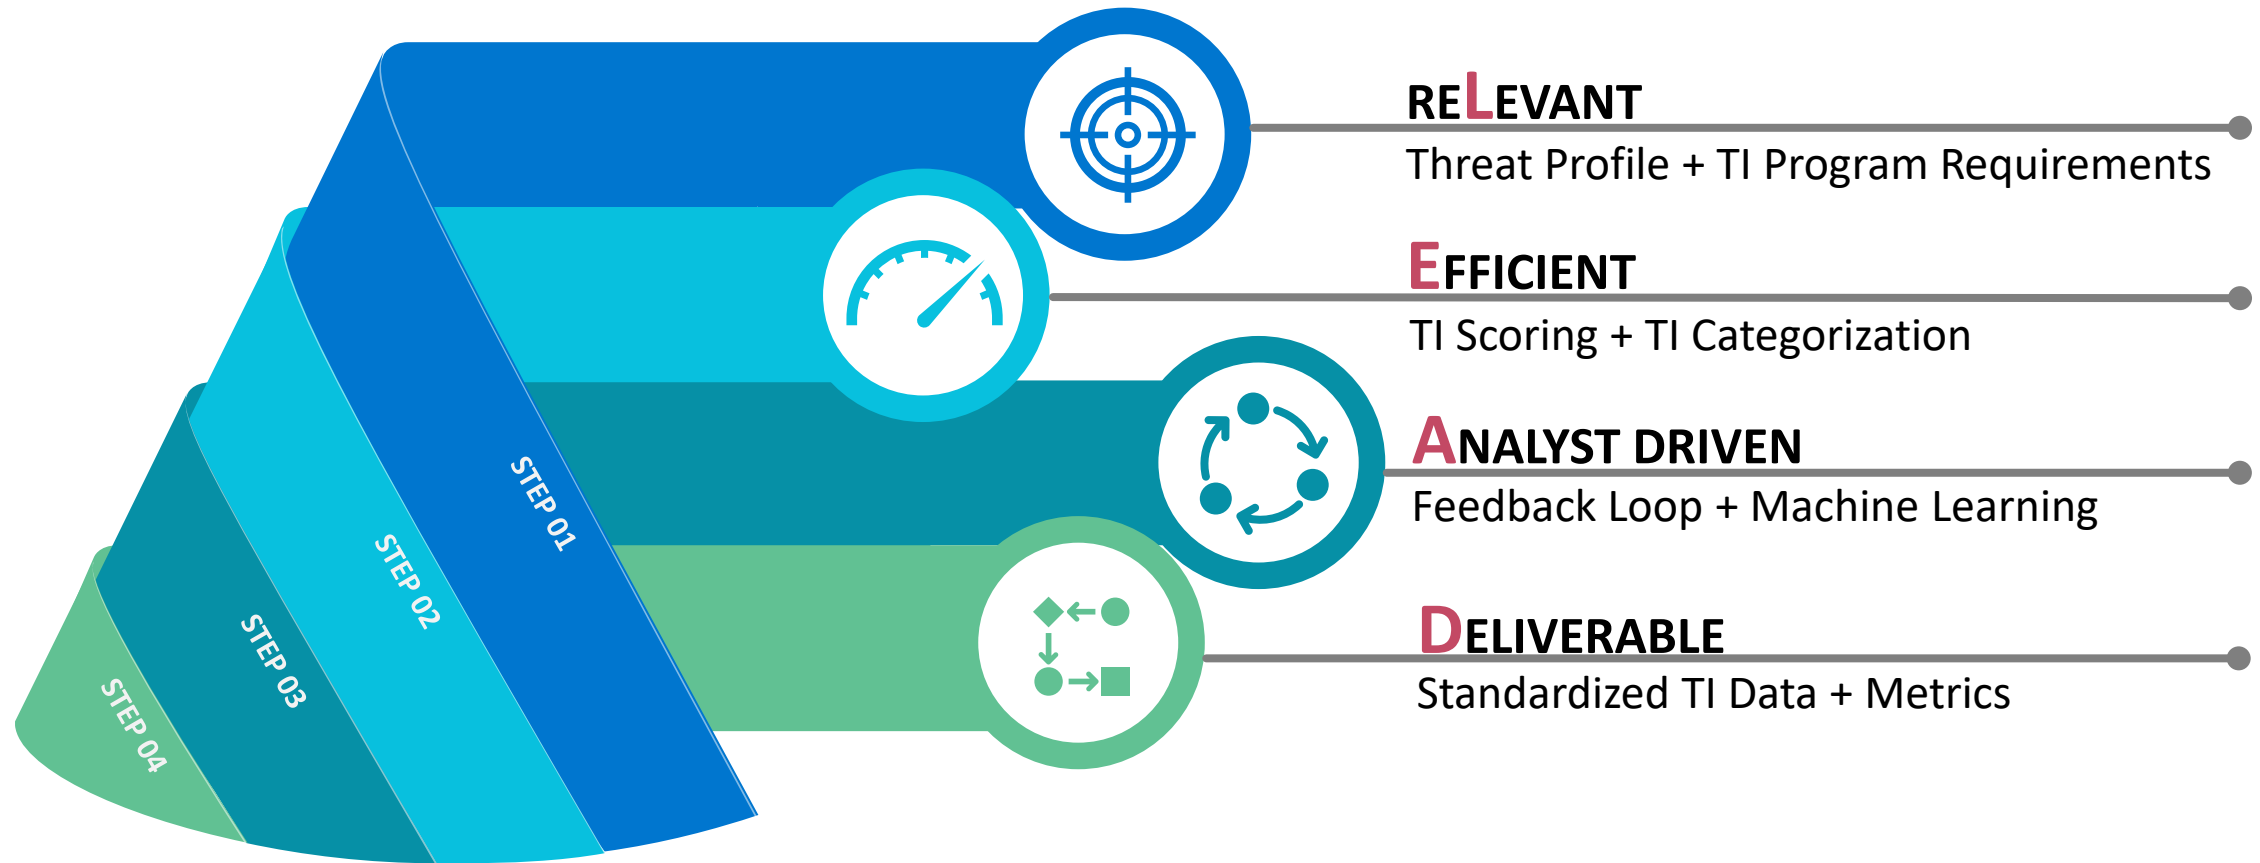 RELEVANT
Threat Profile + TI Program Requirements
EFFICIENT
TI Scoring + TI Categorization
ANALYST DRIVEN
Feedback Loop + Machine Learning
DELIVERABLE
Standardized TI Data + Metrics
STEP 01
STEP 02
STEP 03
STEP 04